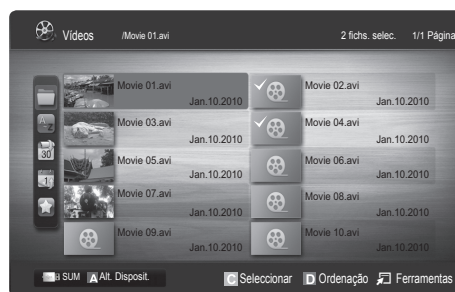 Vídeos /Movie 01.avi 2 fichs. selec. 1/1 Página
Movie 01.avi Movie 02.avi
Jan.10.2010 Jan.10.2010
Movie 03.avi Movie 04.avi
Jan.10.2010 Jan.10.2010
Movie 05.avi Movie 06.avi
Jan.10.2010 Jan.10.2010
Movie 07.avi Movie 08.avi
Jan.10.2010 Jan.10.2010
Movie 09.avi Movie 10.avi
Jan.10.2010 Jan.10.2010
SUM A Alt. Disposit. C Seleccionar D Ordenação Ferramentas